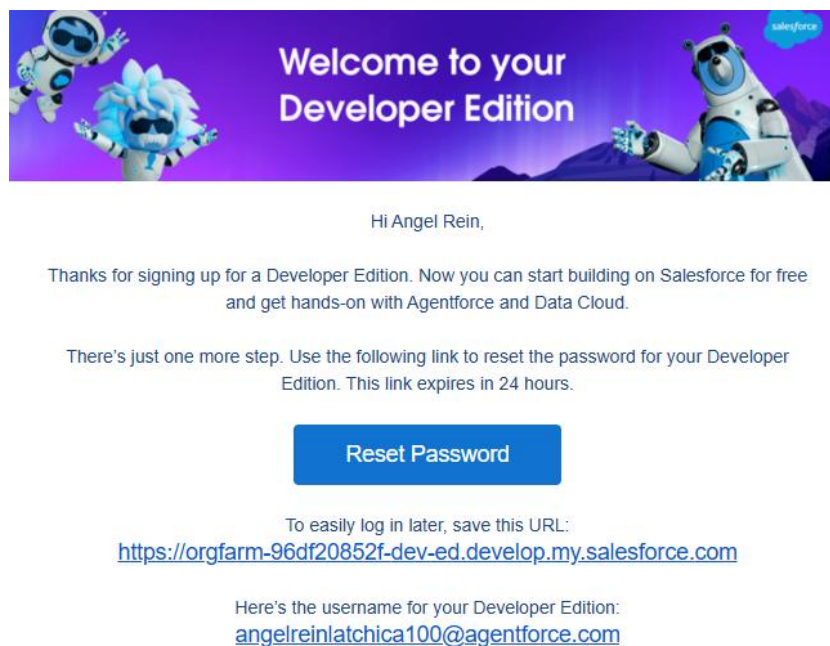 salesforce
Welcome to your
Developer Edition
Hi Angel Rein,
Thanks for signing up for a Developer Edition. Now you can start building on Salesforce for free
and get hands-on with Agentforce and Data Cloud.
There's just one more step. Use the following link to reset the password for your Developer
Edition. This link expires in 24 hours.
Reset Password
To easily log in later, save this URL:
https://orgfarm-96df20852f-dev-ed.develop.my.salesforce.com
Here's the username for your Developer Edition:
angelreinlatchica100@agentforce.com